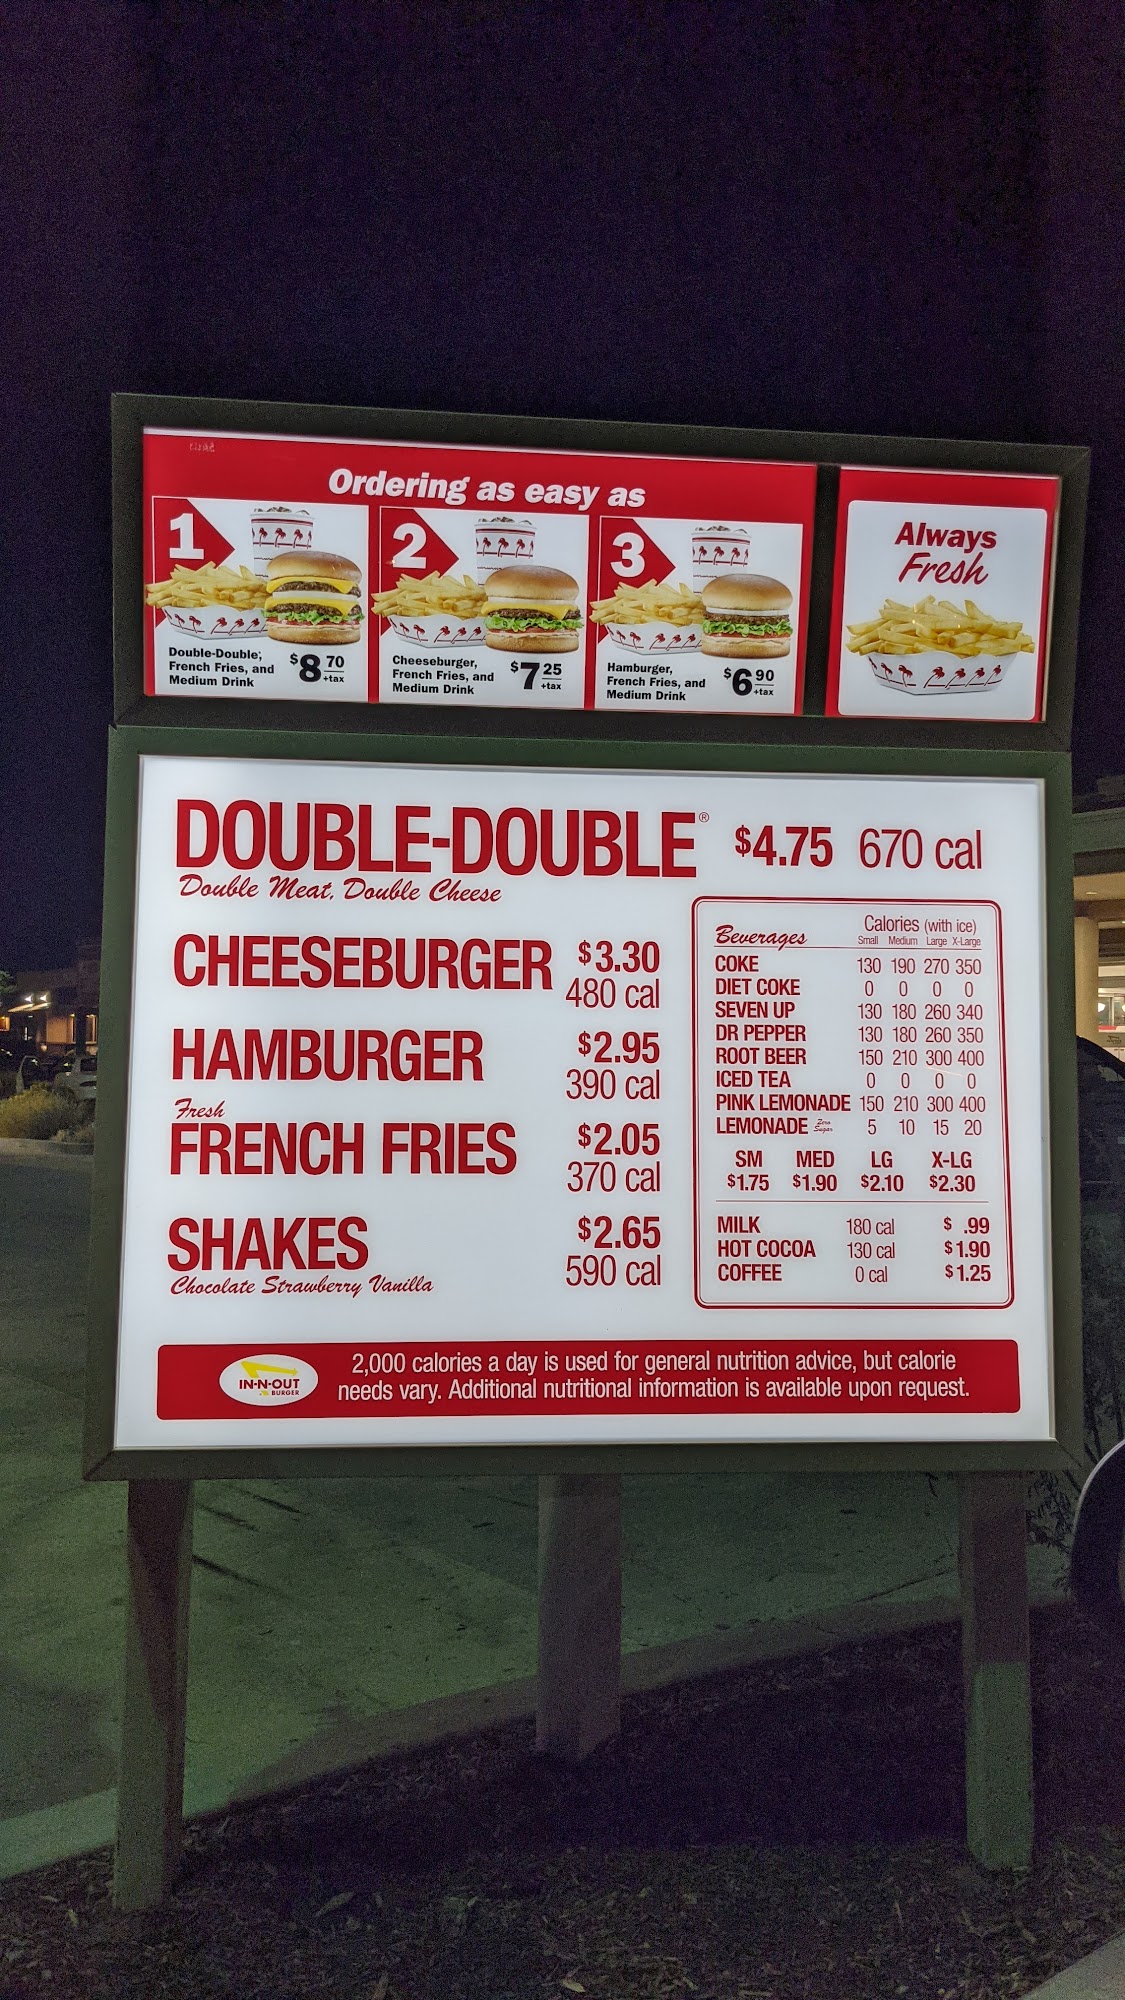 Ordering as easy as
1
Double-Double,
French Fries, and
Medium Drink
$8 70
+tax
2
Cheeseburger,
French Fries, and
Medium Drink
$7 25
+tax
3
Hamburger,
French Fries, and
Medium Drink
$6 90
+tax
Always
Fresh
DOUBLE-DOUBLE® $4.75 670 cal
Double Meat, Double Cheese
CHEESEBURGER $3.30
480 cal
HAMBURGER $2.95
390 cal
Fresh
FRENCH FRIES $2.05
370 cal
SHAKES $2.65
590 cal
Chocolate Strawberry Vanilla
Calories (with ice)
Beverages Small Medium Large X-Large
COKE 130 190 270 350
DIET COKE 0 0 0 0
SEVEN UP 130 180 260 340
DR PEPPER 130 180 260 350
ROOT BEER 150 210 300 400
ICED TEA 0 0 0 0
PINK LEMONADE 150 210 300 400
LEMONADE Zero Sugar 5 10 15 20
SM MED LG X-LG
$1.75 $1.90 $2.10 $2.30
MILK 180 cal $ .99
HOT COCOA 130 cal $1.90
COFFEE 0 cal $1.25
IN-N-OUT
BURGER
2,000 calories a day is used for general nutrition advice, but calorie
needs vary. Additional nutritional information is available upon request.